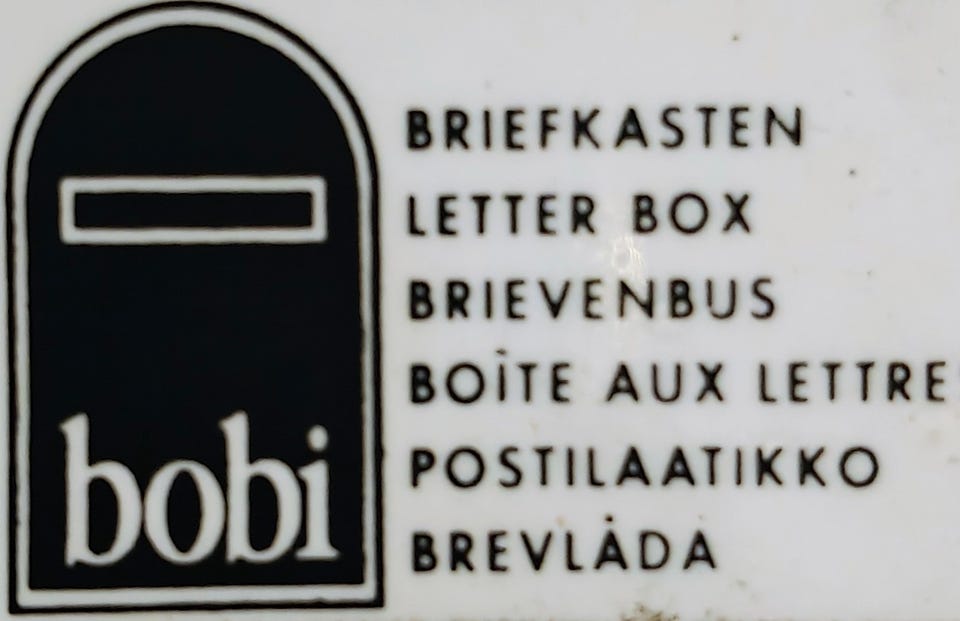 BRIEFKASTEN
LETTER BOX
BRIEVENBUS
BOÎTE AUX LETTRE
POSTILAATIKKO
BREVLÅDA
bobi